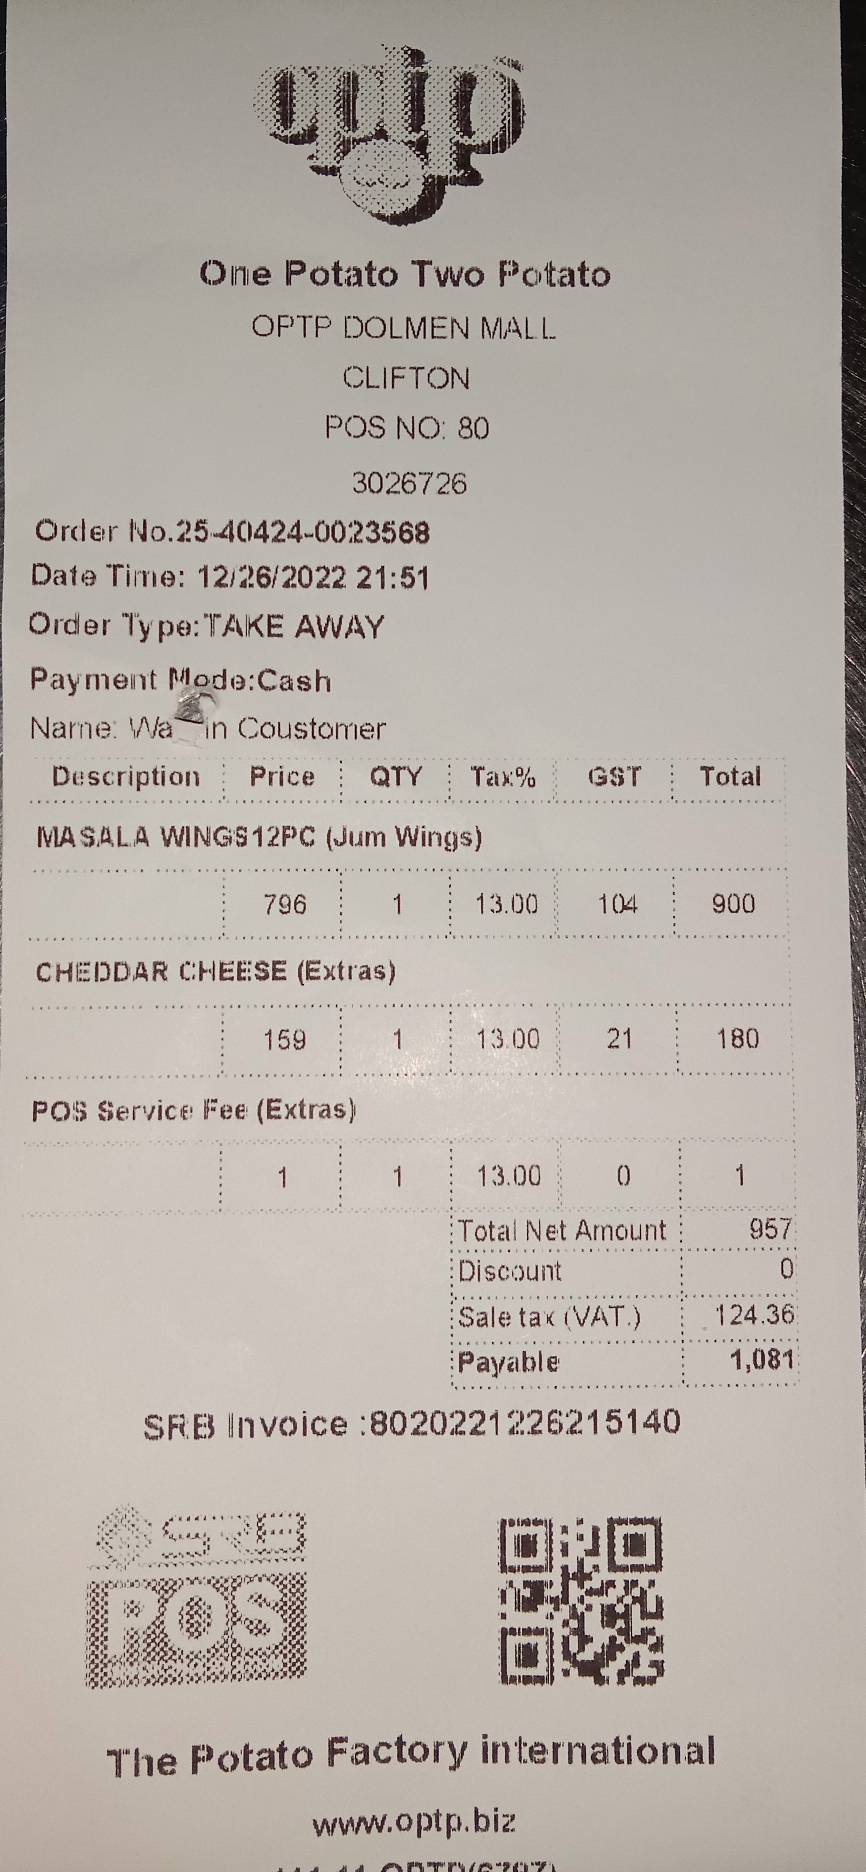 optp
One Potato Two Potato
OPTP DOLMEN MALL
CLIFTON
POS NO: 80
3026726
Order No.25-40424-0023568
Date Time: 12/26/2022 21:51
Order Type:TAKE AWAY
Payment Mode:Cash
Name: Wa in Coustomer
Description Price QTY Tax% GST Total
MASALA WINGS12PC (Jum Wings)
796 1 13.00 104 900
CHEDDAR CHEESE (Extras)
159 1 13.00 21 180
POS Service Fee (Extras)
1 1 13.00 0 1
Total Net Amount 957
Discount 0
Sale tax (VAT.) 124.36
Payable 1,081
SRB Invoice :8020221226215140
SRB
POS
The Potato Factory international
www.optp.biz